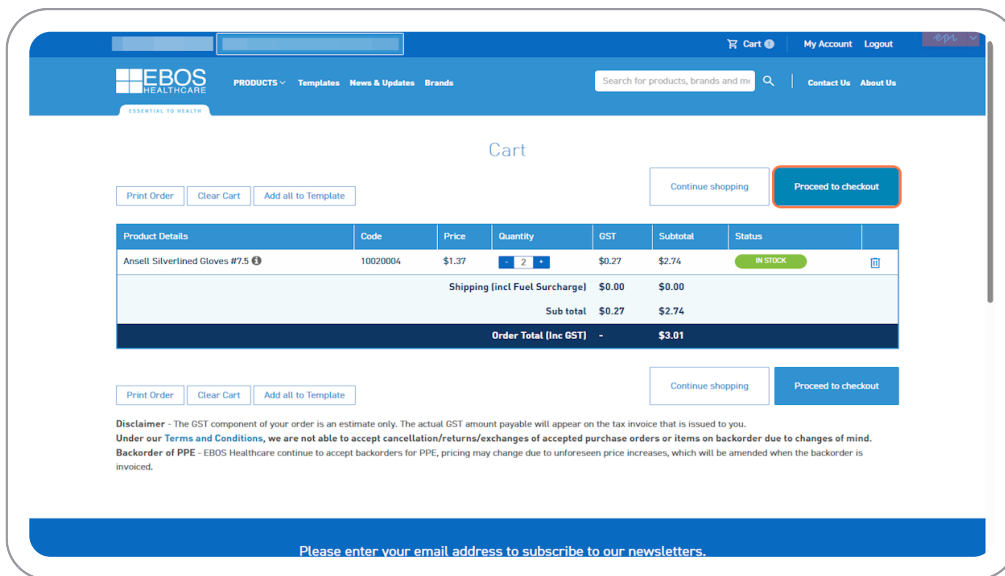 Cart My Account Logout epi
EBOS
HEALTHCARE
ESSENTIAL TO HEALTH
PRODUCTS Templates News & Updates Brands
Search for products, brands and m
Contact Us About Us
Cart
Print Order Clear Cart Add all to Template Continue shopping Proceed to checkout
Product Details Code Price Quantity GST Subtotal Status
Ansell Silverlined Gloves #7.5 10020004 $1.37 - 2 + $0.27 $2.74 IN STOCK
Shipping (incl Fuel Surcharge) $0.00 $0.00
Sub total $0.27 $2.74
Order Total (Inc GST) - $3.01
Print Order Clear Cart Add all to Template Continue shopping Proceed to checkout
Disclaimer - The GST component of your order is an estimate only. The actual GST amount payable will appear on the tax invoice that is issued to you.
Under our Terms and Conditions, we are not able to accept cancellation/returns/exchanges of accepted purchase orders or items on backorder due to changes of mind.
Backorder of PPE - EBOS Healthcare continue to accept backorders for PPE, pricing may change due to unforeseen price increases, which will be amended when the backorder is
invoiced.
Please enter your email address to subscribe to our newsletters.